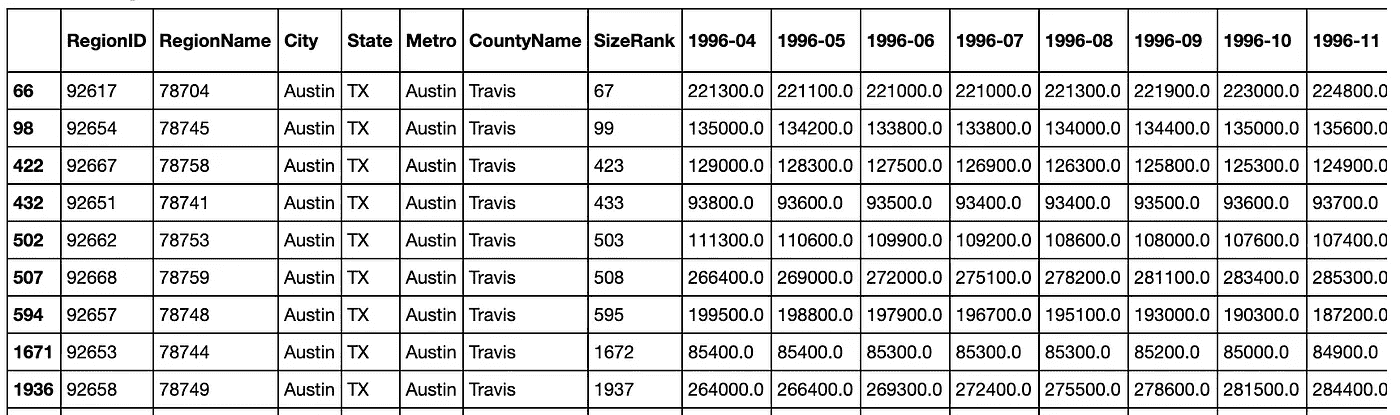 RegionID RegionName City State Metro CountyName SizeRank 1996-04 1996-05 1996-06 1996-07 1996-08 1996-09 1996-10 1996-11
66 92617 78704 Austin TX Austin Travis 67 221300.0 221100.0 221000.0 221000.0 221300.0 221900.0 223000.0 224800.0
98 92654 78745 Austin TX Austin Travis 99 135000.0 134200.0 133800.0 133800.0 134000.0 134400.0 135000.0 135600.0
422 92667 78758 Austin TX Austin Travis 423 129000.0 128300.0 127500.0 126900.0 126300.0 125800.0 125300.0 124900.0
432 92651 78741 Austin TX Austin Travis 433 93800.0 93600.0 93500.0 93400.0 93400.0 93500.0 93600.0 93700.0
502 92662 78753 Austin TX Austin Travis 503 111300.0 110600.0 109900.0 109200.0 108600.0 108000.0 107600.0 107400.0
507 92668 78759 Austin TX Austin Travis 508 266400.0 269000.0 272000.0 275100.0 278200.0 281100.0 283400.0 285300.0
594 92657 78748 Austin TX Austin Travis 595 199500.0 198800.0 197900.0 196700.0 195100.0 193000.0 190300.0 187200.0
1671 92653 78744 Austin TX Austin Travis 1672 85400.0 85400.0 85300.0 85300.0 85300.0 85200.0 85000.0 84900.0
1936 92658 78749 Austin TX Austin Travis 1937 264000.0 266400.0 269300.0 272400.0 275500.0 278600.0 281500.0 284400.0